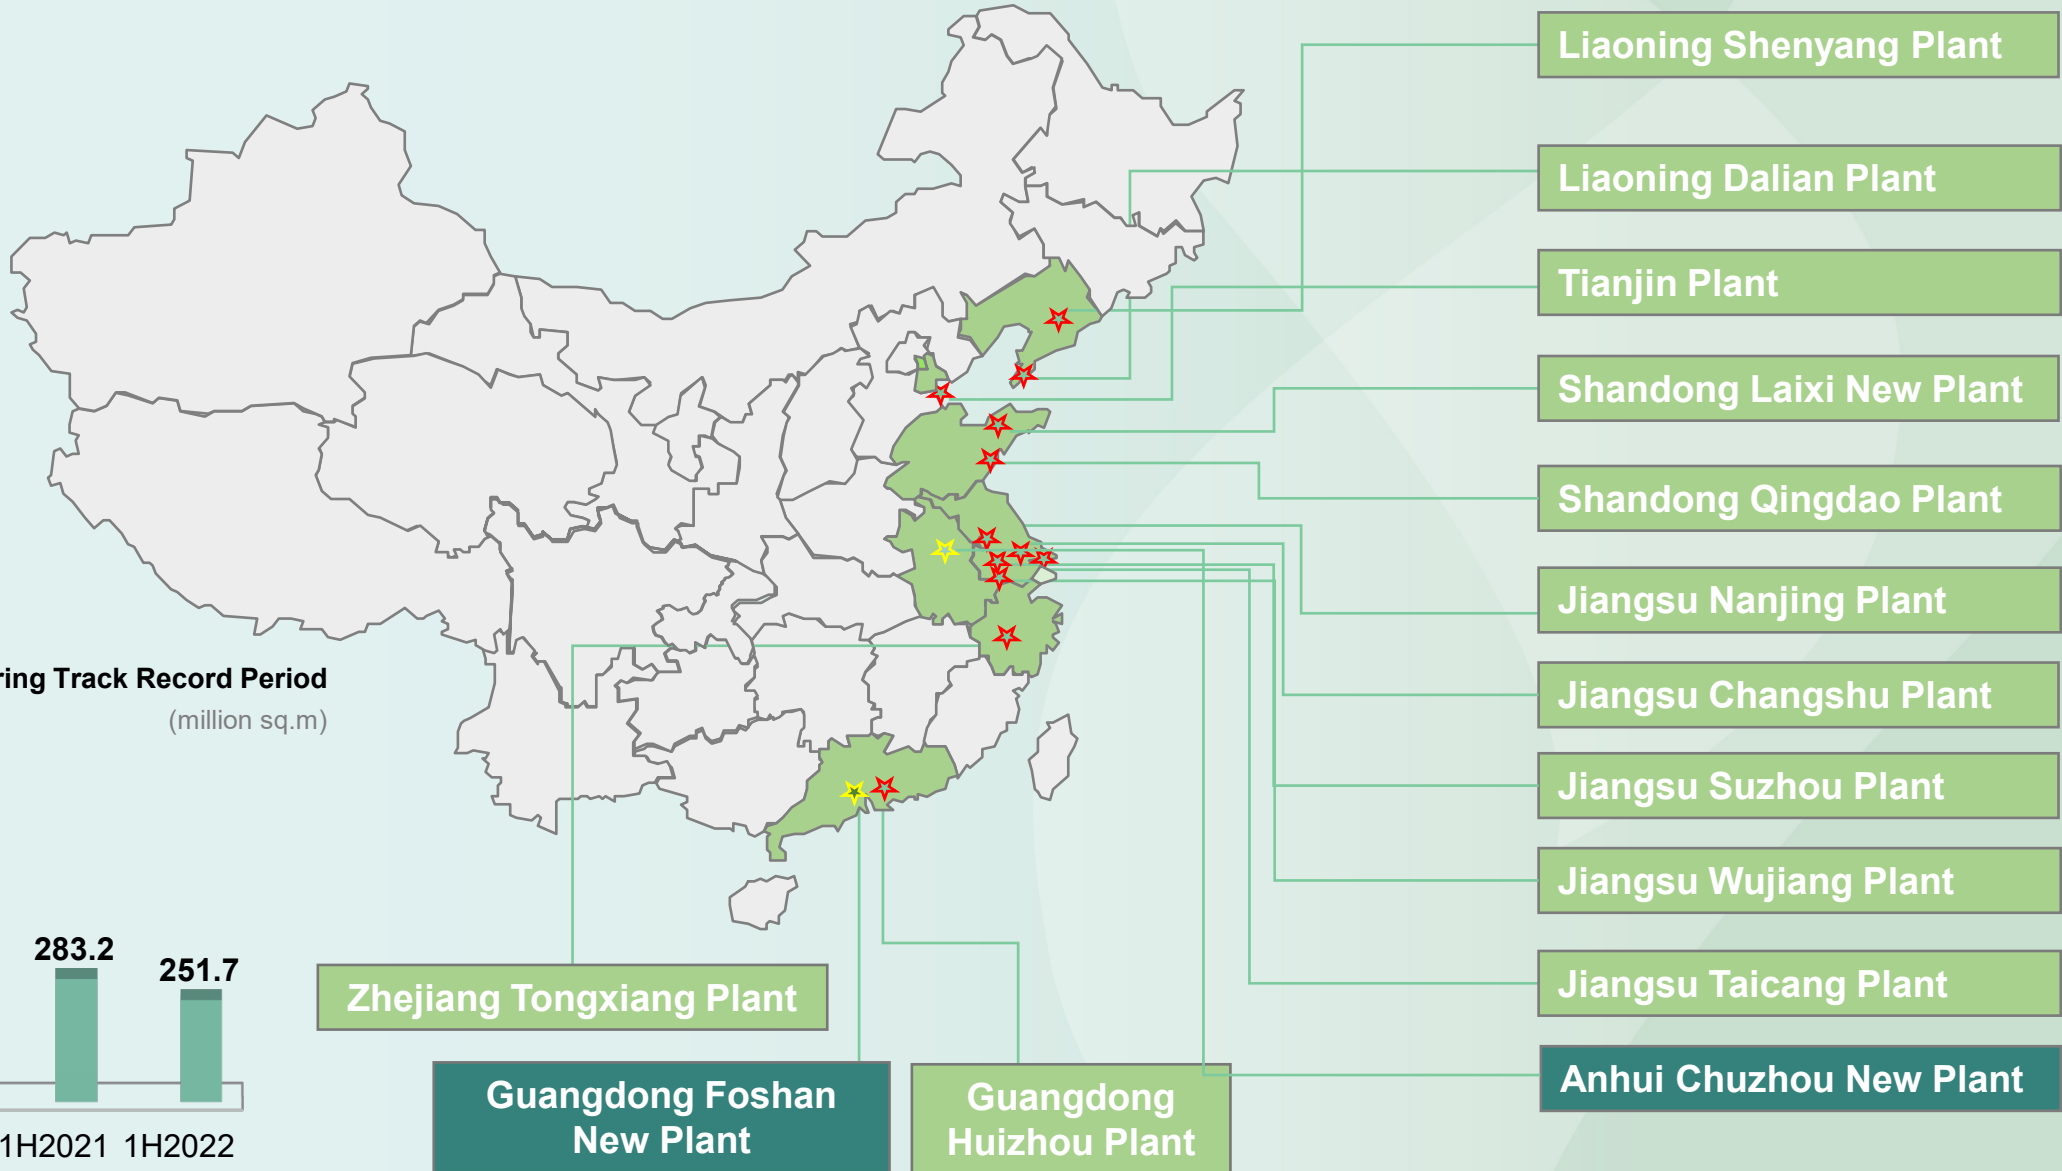 Liaoning Shenyang Plant
Liaoning Dalian Plant
Tianjin Plant
Shandong Laixi New Plant
Shandong Qingdao Plant
Jiangsu Nanjing Plant
Jiangsu Changshu Plant
Jiangsu Suzhou Plant
Jiangsu Wujiang Plant
Jiangsu Taicang Plant
Anhui Chuzhou New Plant
Track Record Period
(million sq.m)
283.2
251.7
1H2021 1H2022
Zhejiang Tongxiang Plant
Guangdong Foshan
New Plant
Guangdong
Huizhou Plant